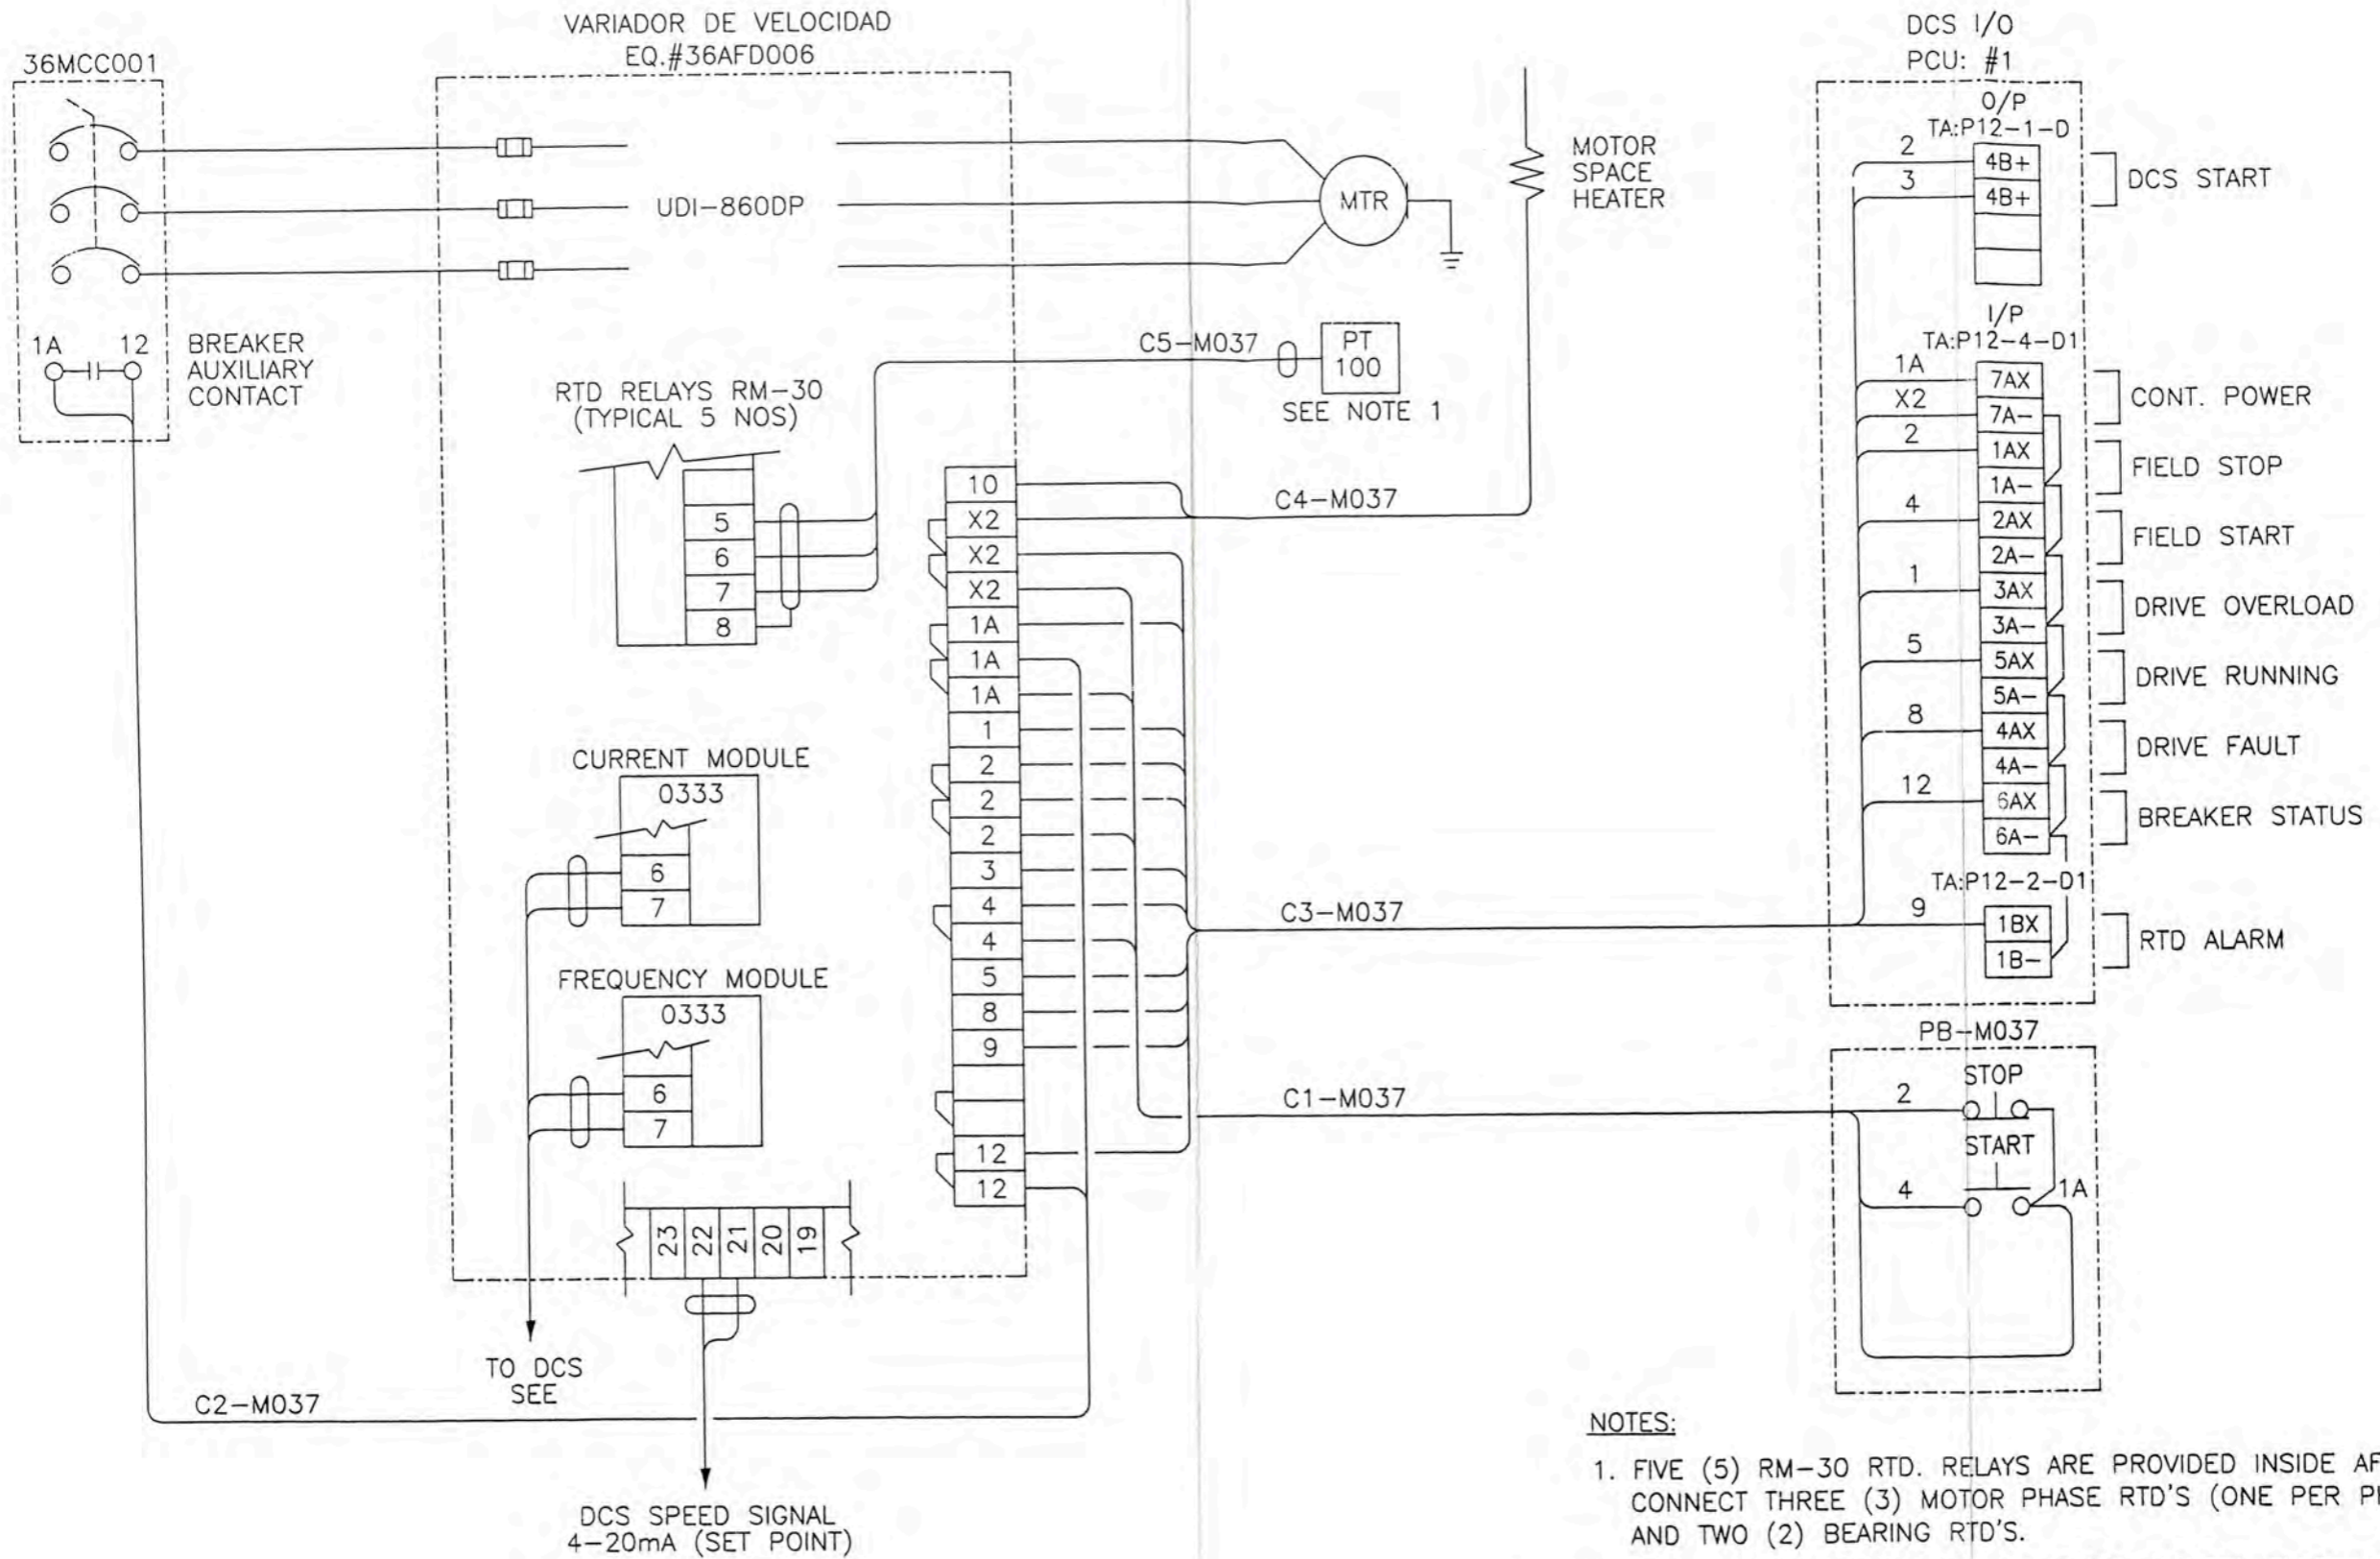 VARIADOR DE VELOCIDAD
EQ.#36AFD006
36MCC001
1A
12
BREAKER
AUXILIARY
CONTACT
UDI-860DP
MTR
MOTOR
SPACE
HEATER
RTD RELAYS RM-30
(TYPICAL 5 NOS)
5
6
7
8
C5-M037
PT
100
SEE NOTE 1
C4-M037
10
X2
X2
X2
1A
1A
1A
1
2
2
2
3
4
4
5
8
9
12
12
CURRENT MODULE
0333
6
7
FREQUENCY MODULE
0333
6
7
23
22
21
20
19
TO DCS
SEE
C2-M037
DCS SPEED SIGNAL
4-20mA (SET POINT)
C3-M037
C1-M037
DCS I/O
PCU: #1
O/P
TA:P12-1-D
2
4B+
3
4B+
DCS START
I/P
TA:P12-4-D1
1A
7AX
X2
7A-
CONT. POWER
2
1AX
1A-
FIELD STOP
4
2AX
2A-
FIELD START
1
3AX
3A-
DRIVE OVERLOAD
5
5AX
5A-
DRIVE RUNNING
8
4AX
4A-
DRIVE FAULT
12
6AX
6A-
BREAKER STATUS
TA:P12-2-D1
9
1BX
1B-
RTD ALARM
PB-M037
STOP
2
START
4
1A
NOTES:
1. FIVE (5) RM-30 RTD. RELAYS ARE PROVIDED INSIDE
CONNECT THREE (3) MOTOR PHASE RTD'S (ONE PER
AND TWO (2) BEARING RTD'S.